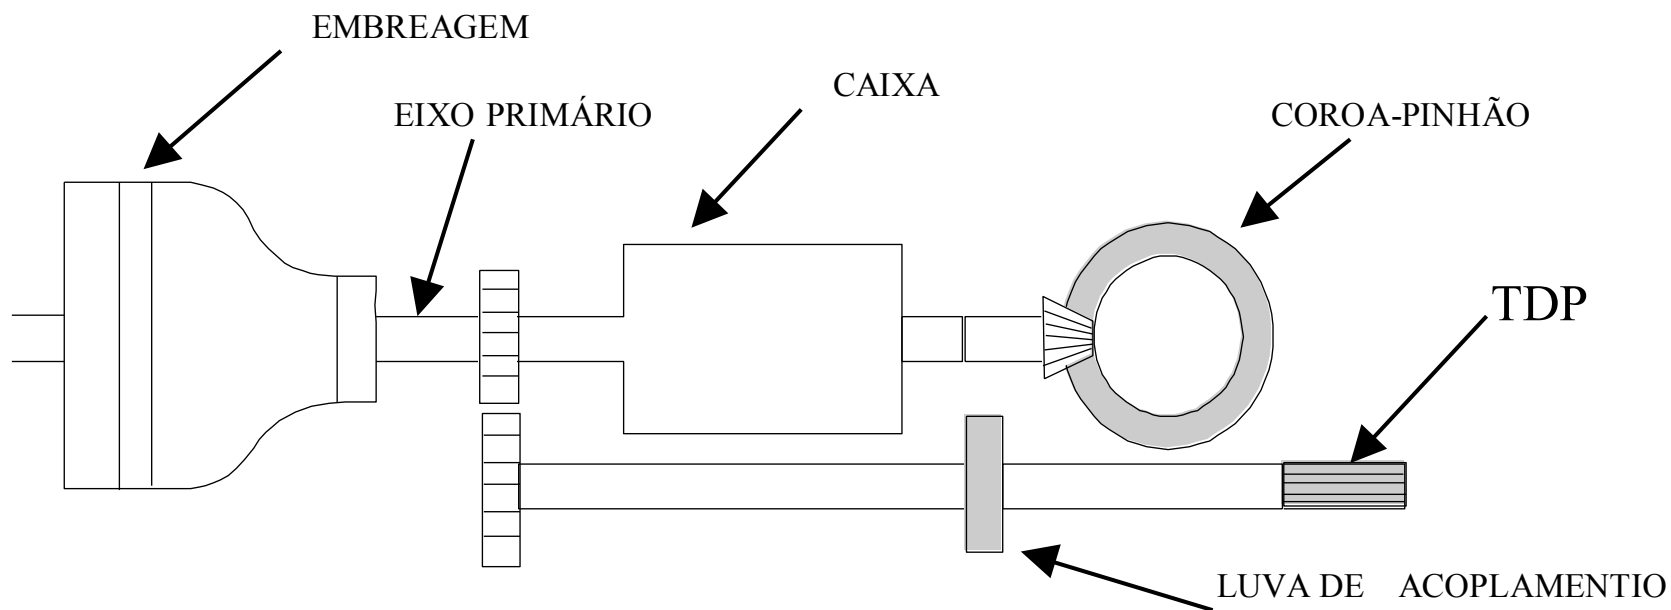 EMBREAGEM
CAIXA
EIXO PRIMÁRIO
COROA-PINHÃO
TDP
LUVA DE ACOPLAMENTIO